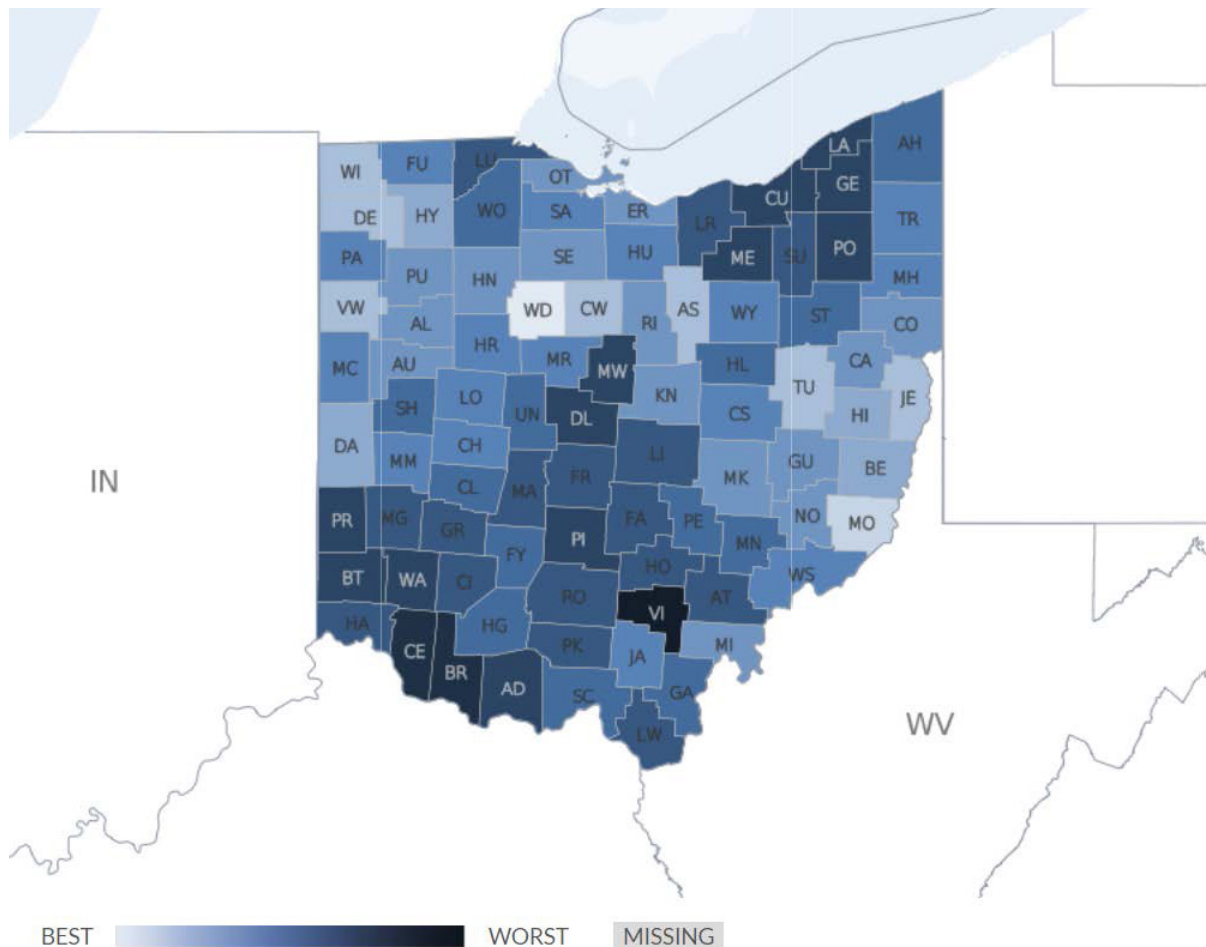 LA
AH
WI
FU
LU
OT
GE
CU
DE
HY
WO
SA
ER
LR
TR
PA
PU
HN
SE
HU
ME
SU
PO
MH
VW
AL
WD
CW
RI
AS
WY
ST
CO
MC
AU
HR
MR
MW
KN
HL
TU
CA
JE
SH
LO
UN
DL
CS
HI
DA
MM
CH
FR
LI
MK
GU
BE
IN
CL
MA
PR
MG
GR
PI
FA
PE
MN
NO
MO
FY
BT
WA
CI
RO
HO
AT
WS
HA
HG
VI
CE
BR
AD
PK
JA
MI
SC
GA
LW
WV
BEST WORST MISSING